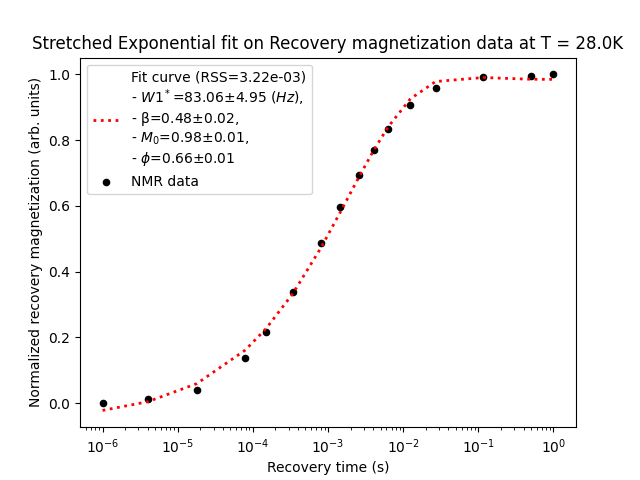 Stretched Exponential fit on Recovery magnetization data at T = 28.0K
Normalized recovery magnetization (arb. units)
Fit curve (RSS=3.22e-03)
- W1*=83.06±4.95 (Hz),
- β=0.48±0.02,
- M₀=0.98±0.01,
- ϕ=0.66±0.01
NMR data
1.0
0.8
0.6
0.4
0.2
0.0
10⁻⁶ 10⁻⁵ 10⁻⁴ 10⁻³ 10⁻² 10⁻¹ 10⁰
Recovery time (s)